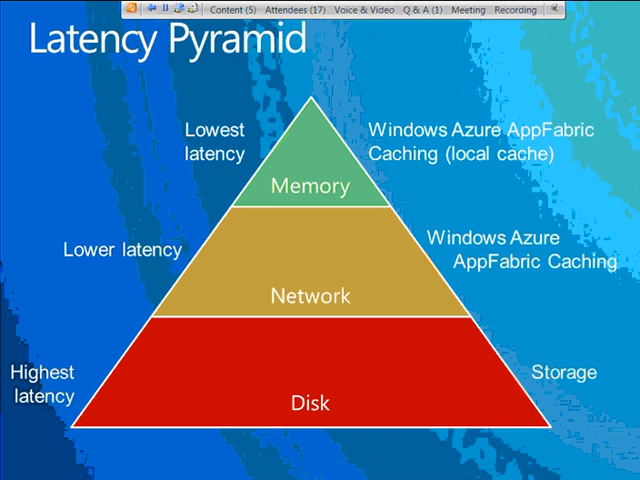 Content (5) Attendees (17) Voice & Video Q & A (1) Meeting Recording
Latency Pyramid
Lowest
latency
Windows Azure AppFabric
Caching (local cache)
Memory
Lower latency
Windows Azure
AppFabric Caching
Network
Highest
latency
Storage
Disk